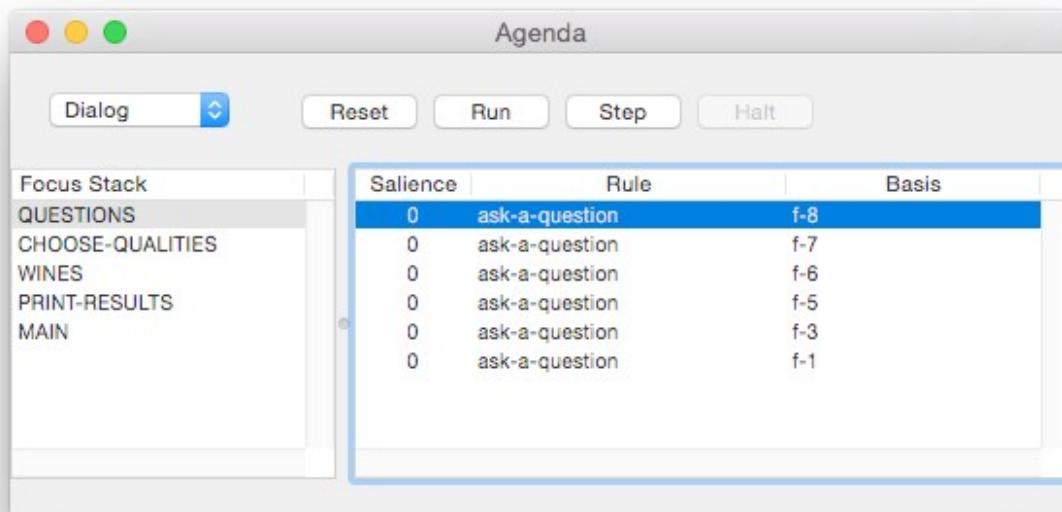 Agenda
Dialog Reset Run Step Halt
Focus Stack
QUESTIONS
CHOOSE-QUALITIES
WINES
PRINT-RESULTS
MAIN
Salience Rule Basis
0 ask-a-question f-8
0 ask-a-question f-7
0 ask-a-question f-6
0 ask-a-question f-5
0 ask-a-question f-3
0 ask-a-question f-1